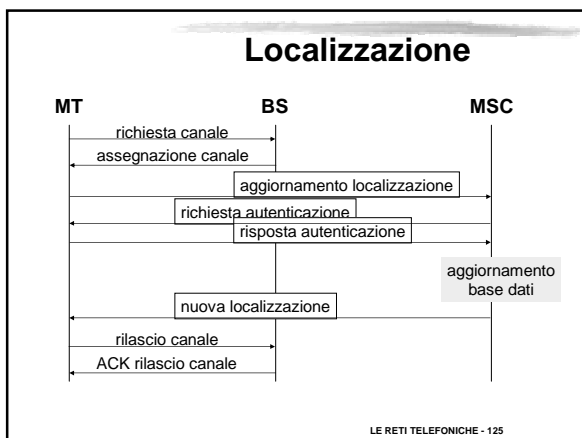 Localizzazione
MT BS MSC
richiesta canale
assegnazione canale
aggiornamento localizzazione
richiesta autenticazione
risposta autenticazione
aggiornamento
base dati
nuova localizzazione
rilascio canale
ACK rilascio canale
LE RETI TELEFONICHE - 125